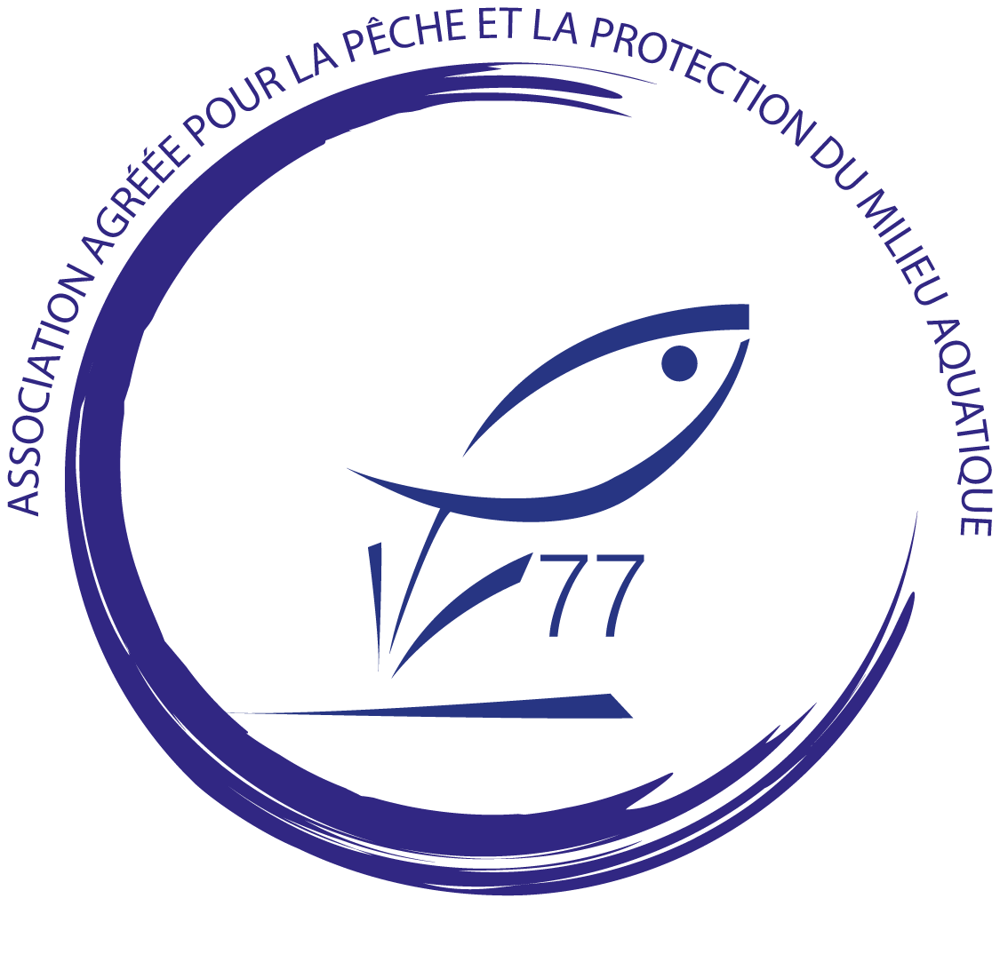 ASSOCIATION AGRÉÉE POUR LA PÊCHE ET LA PROTECTION DU MILIEU AQUATIQUE
77